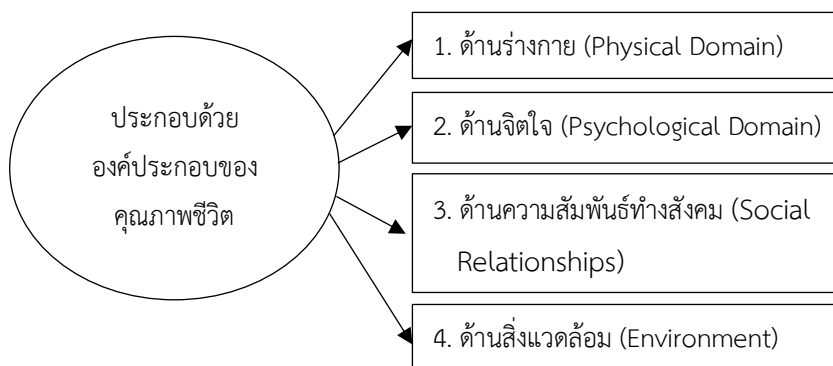 ประกอบด้วย
องค์ประกอบของ
คุณภาพชีวิต
1. ด้านร่างกาย (Physical Domain)
2. ด้านจิตใจ (Psychological Domain)
3. ด้านความสัมพันธ์ทางสังคม (Social
Relationships)
4. ด้านสิ่งแวดล้อม (Environment)